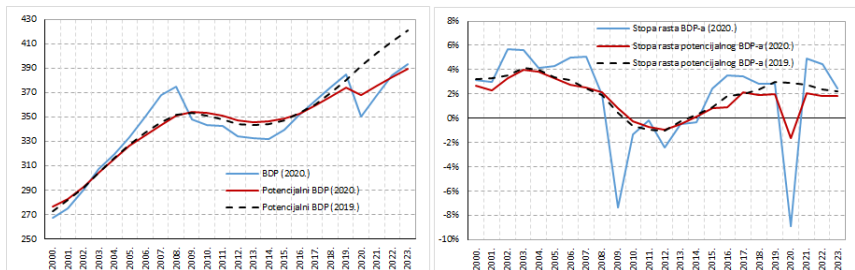 430
410
390
370
350
330
310
290
270
250
BDP (2020.)
Potencijalni BDP (2020.)
Potencijalni BDP (2019.)
2000. 2001. 2002. 2003. 2004. 2005. 2006. 2007. 2008. 2009. 2010. 2011. 2012. 2013. 2014. 2015. 2016. 2017. 2018. 2019. 2020. 2021. 2022. 2023.
8%
6%
4%
2%
0%
-2%
-4%
-6%
-8%
-10%
Stopa rasta BDP-a (2020.)
Stopa rasta potencijalnog BDP-a (2020.)
Stopa rasta potencijalnog BDP-a (2019.)
2000. 2001. 2002. 2003. 2004. 2005. 2006. 2007. 2008. 2009. 2010. 2011. 2012. 2013. 2014. 2015. 2016. 2017. 2018. 2019. 2020. 2021. 2022. 2023.